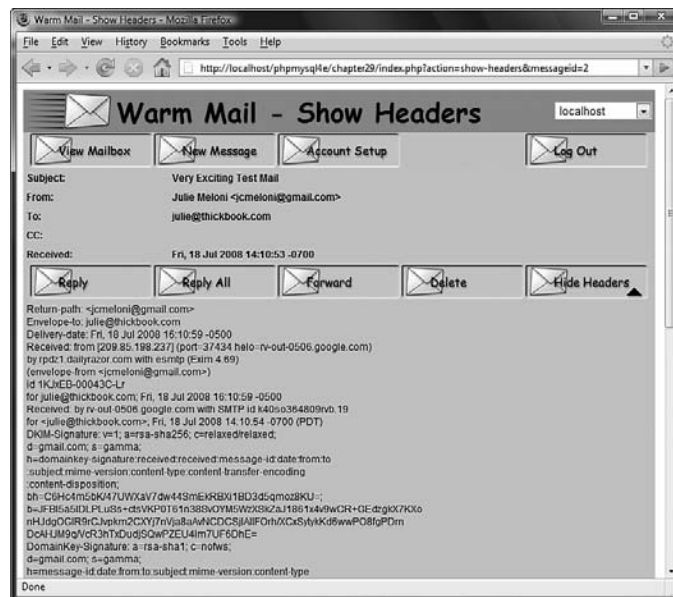 Warm Mail - Show Headers - Mozilla Firefox
File Edit View History Bookmarks Tools Help
http://localhost/phpmysql4e/chapter29/index.php?action=show-headers&messageid=2
Warm Mail - Show Headers
localhost
View Mailbox New Message Account Setup Log Out
Subject: Very Exciting Test Mail
From: Julie Meloni <jcmeloni@gmail.com>
To: julie@thickbook.com
CC:
Received: Fri, 18 Jul 2008 14:10:53 -0700
Reply Reply All Forward Delete Hide Headers
Return-path: <jcmeloni@gmail.com>
Envelope-to: julie@thickbook.com
Delivery-date: Fri, 18 Jul 2008 16:10:59 -0500
Received: from [209.85.198.237] (port=37434 helo=rv-out-0506.google.com)
by rpdz1.dailyrazor.com with esmtp (Exim 4.69)
(envelope-from <jcmeloni@gmail.com>)
id 1KJxEB-00043C-Lr
for julie@thickbook.com; Fri, 18 Jul 2008 16:10:59 -0500
Received: by rv-out-0506.google.com with SMTP id k40so364809rvb.19
for <julie@thickbook.com>; Fri, 18 Jul 2008 14:10:54 -0700 (PDT)
DKIM-Signature: v=1; a=rsa-sha256; c=relaxed/relaxed;
d=gmail.com; s=gamma;
h=domainkey-signature:received:received:message-id:date:from:to
:subject:mime-version:content-type:content-transfer-encoding
:content-disposition;
DomainKey-Signature: a=rsa-sha1; c=nofws;
d=gmail.com; s=gamma;
h=message-id:date:from:to:subject:mime-version:content-type
Done